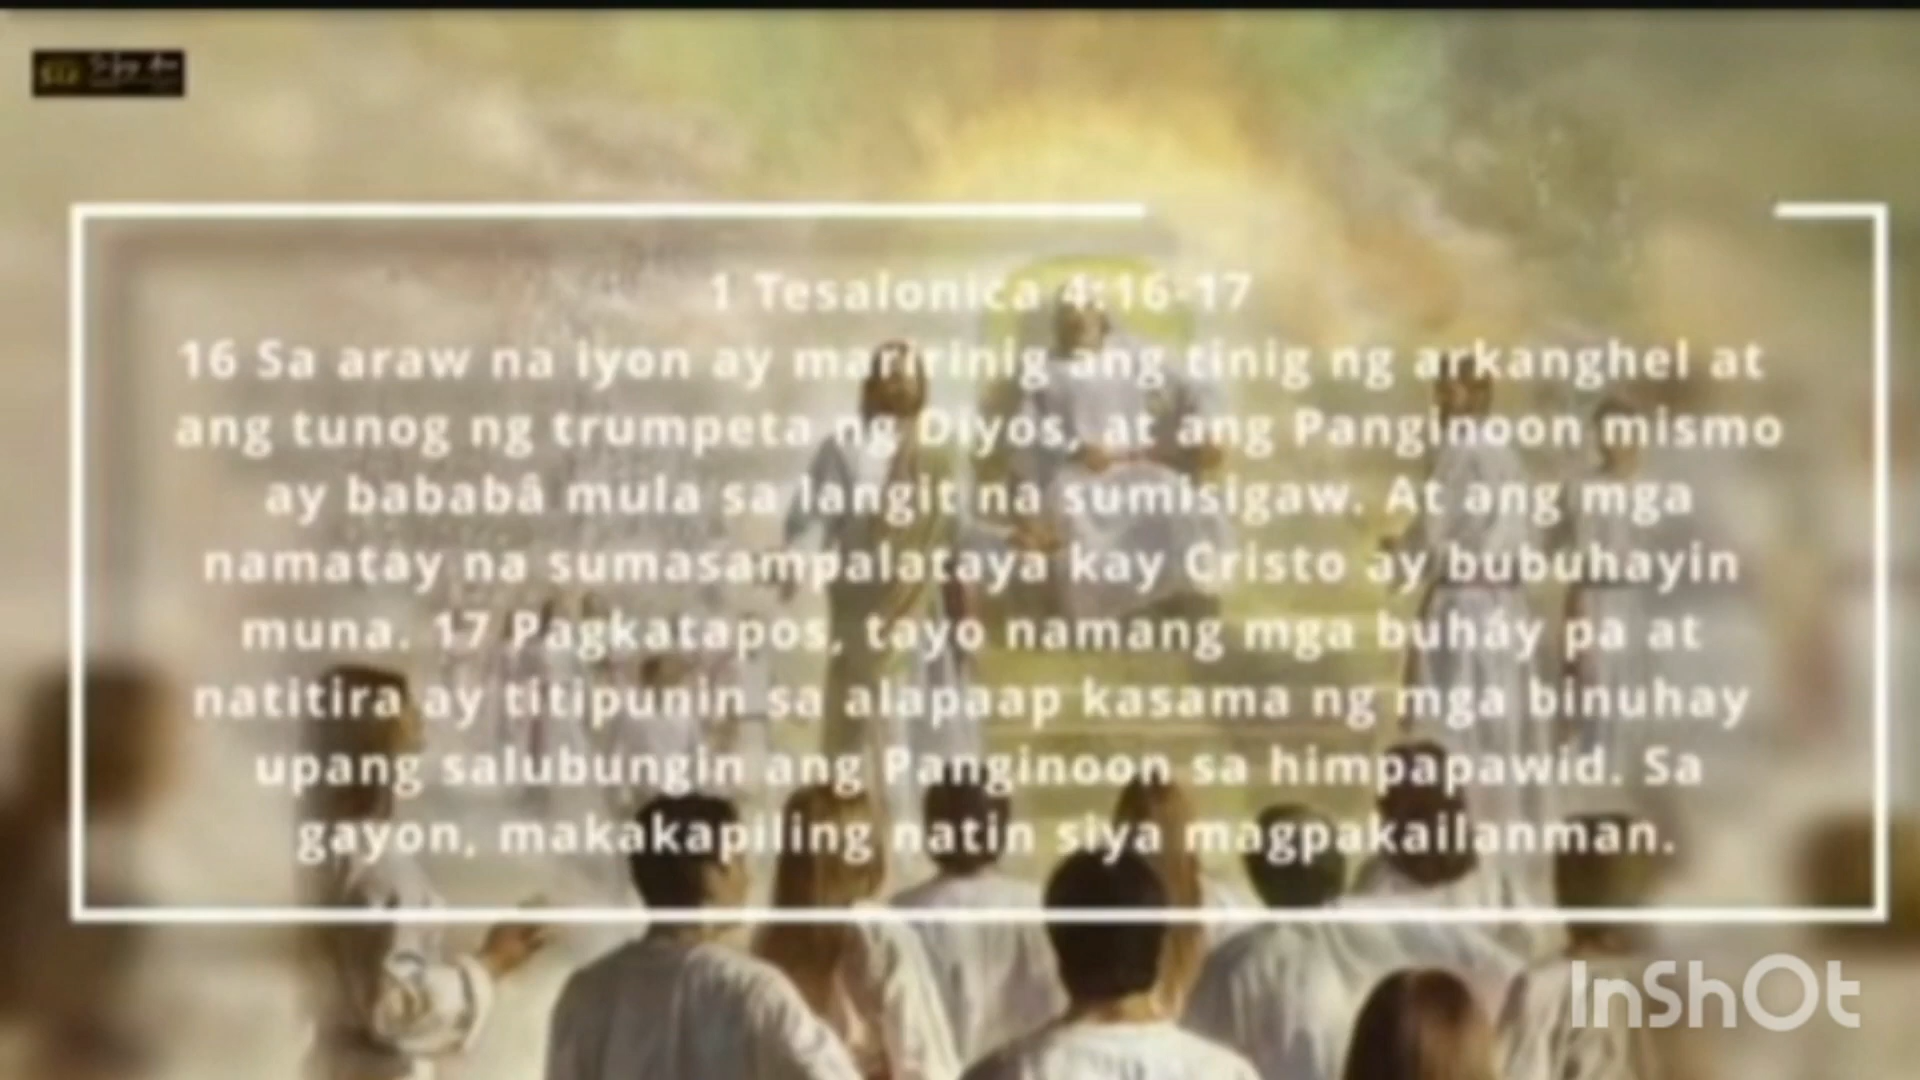 1 Tesalonica 4:16-17
16 Sa araw na iyon ay maririnig ang tinig ng arkanghel at
ang tunog ng trumpeta ng Diyos, at ang Panginoon mismo
ay bababâ mula sa langit na sumisigaw. At ang mga
namatay na sumasampalataya kay Cristo ay bubuhayin
muna. 17 Pagkatapos, tayo namang mga buháy pa at
natitira ay titipunin sa alapaap kasama ng mga binuhay
upang salubungin ang Panginoon sa himpapawid. Sa
gayon, makakapiling natin siya magpakailanman.
InShOt